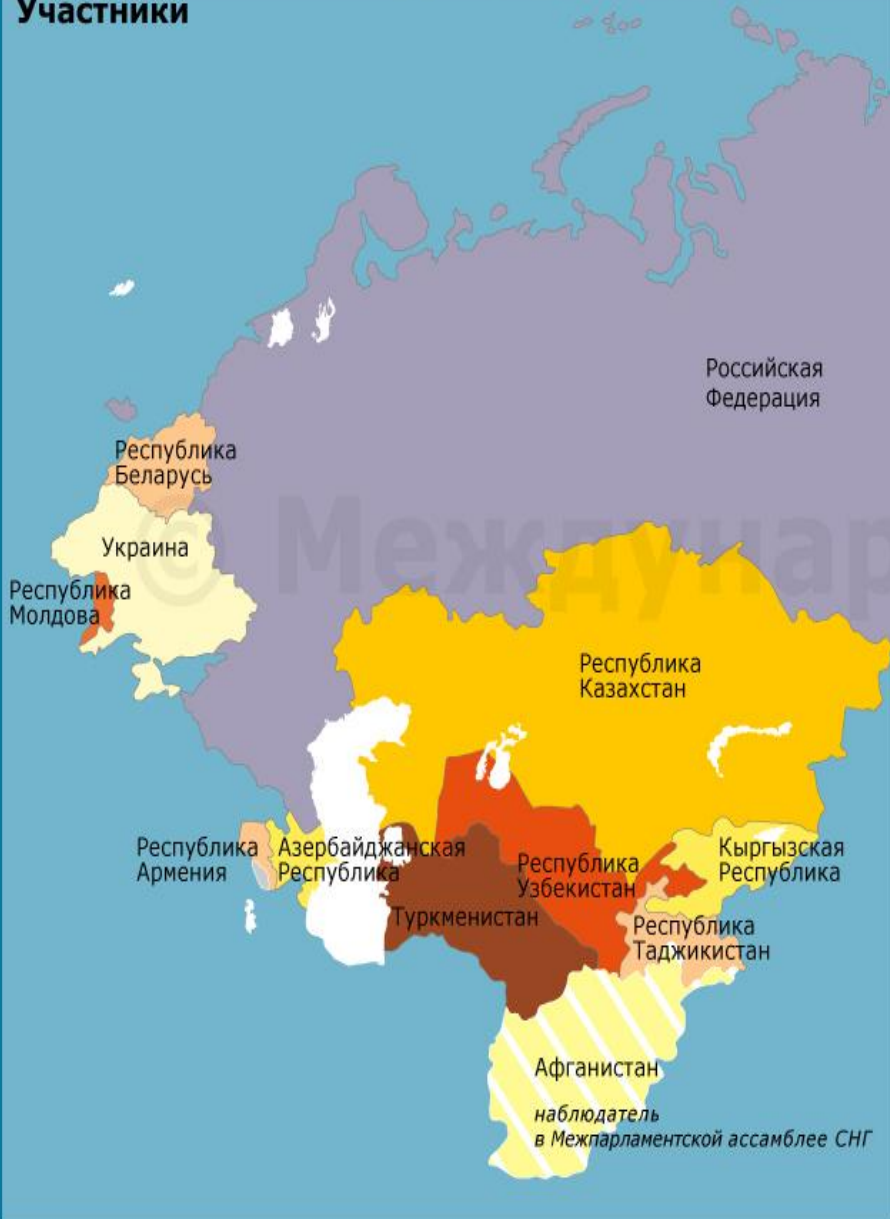 Участники
Российская
Федерация
Республика
Беларусь
Украина
© Междунар
Республика
Молдова
Республика
Казахстан
Республика
Армения
Азербайджанская
Республика
Республика
Узбекистан
Кыргызская
Республика
Туркменистан
Республика
Таджикистан
Афганистан
наблюдатель
в Межпарламентской ассамблее СНГ